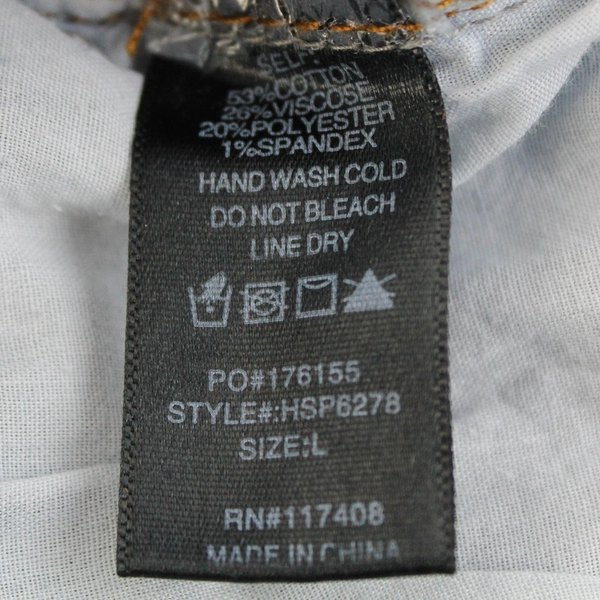 SELF:
53%COTTON
26%VISCOSE
20%POLYESTER
1%SPANDEX
HAND WASH COLD
DO NOT BLEACH
LINE DRY
PO#176155
STYLE#:HSP6278
SIZE:L
RN#117408
MADE IN CHINA